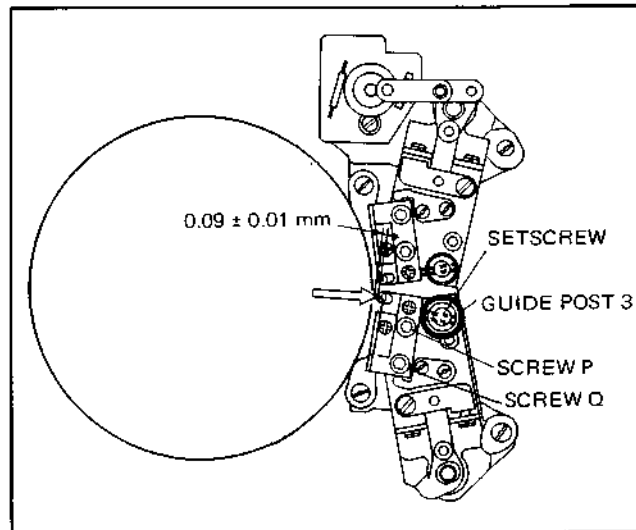 0.09 ± 0.01 mm
SETSCREW
GUIDE POST 3
SCREW P
SCREW Q